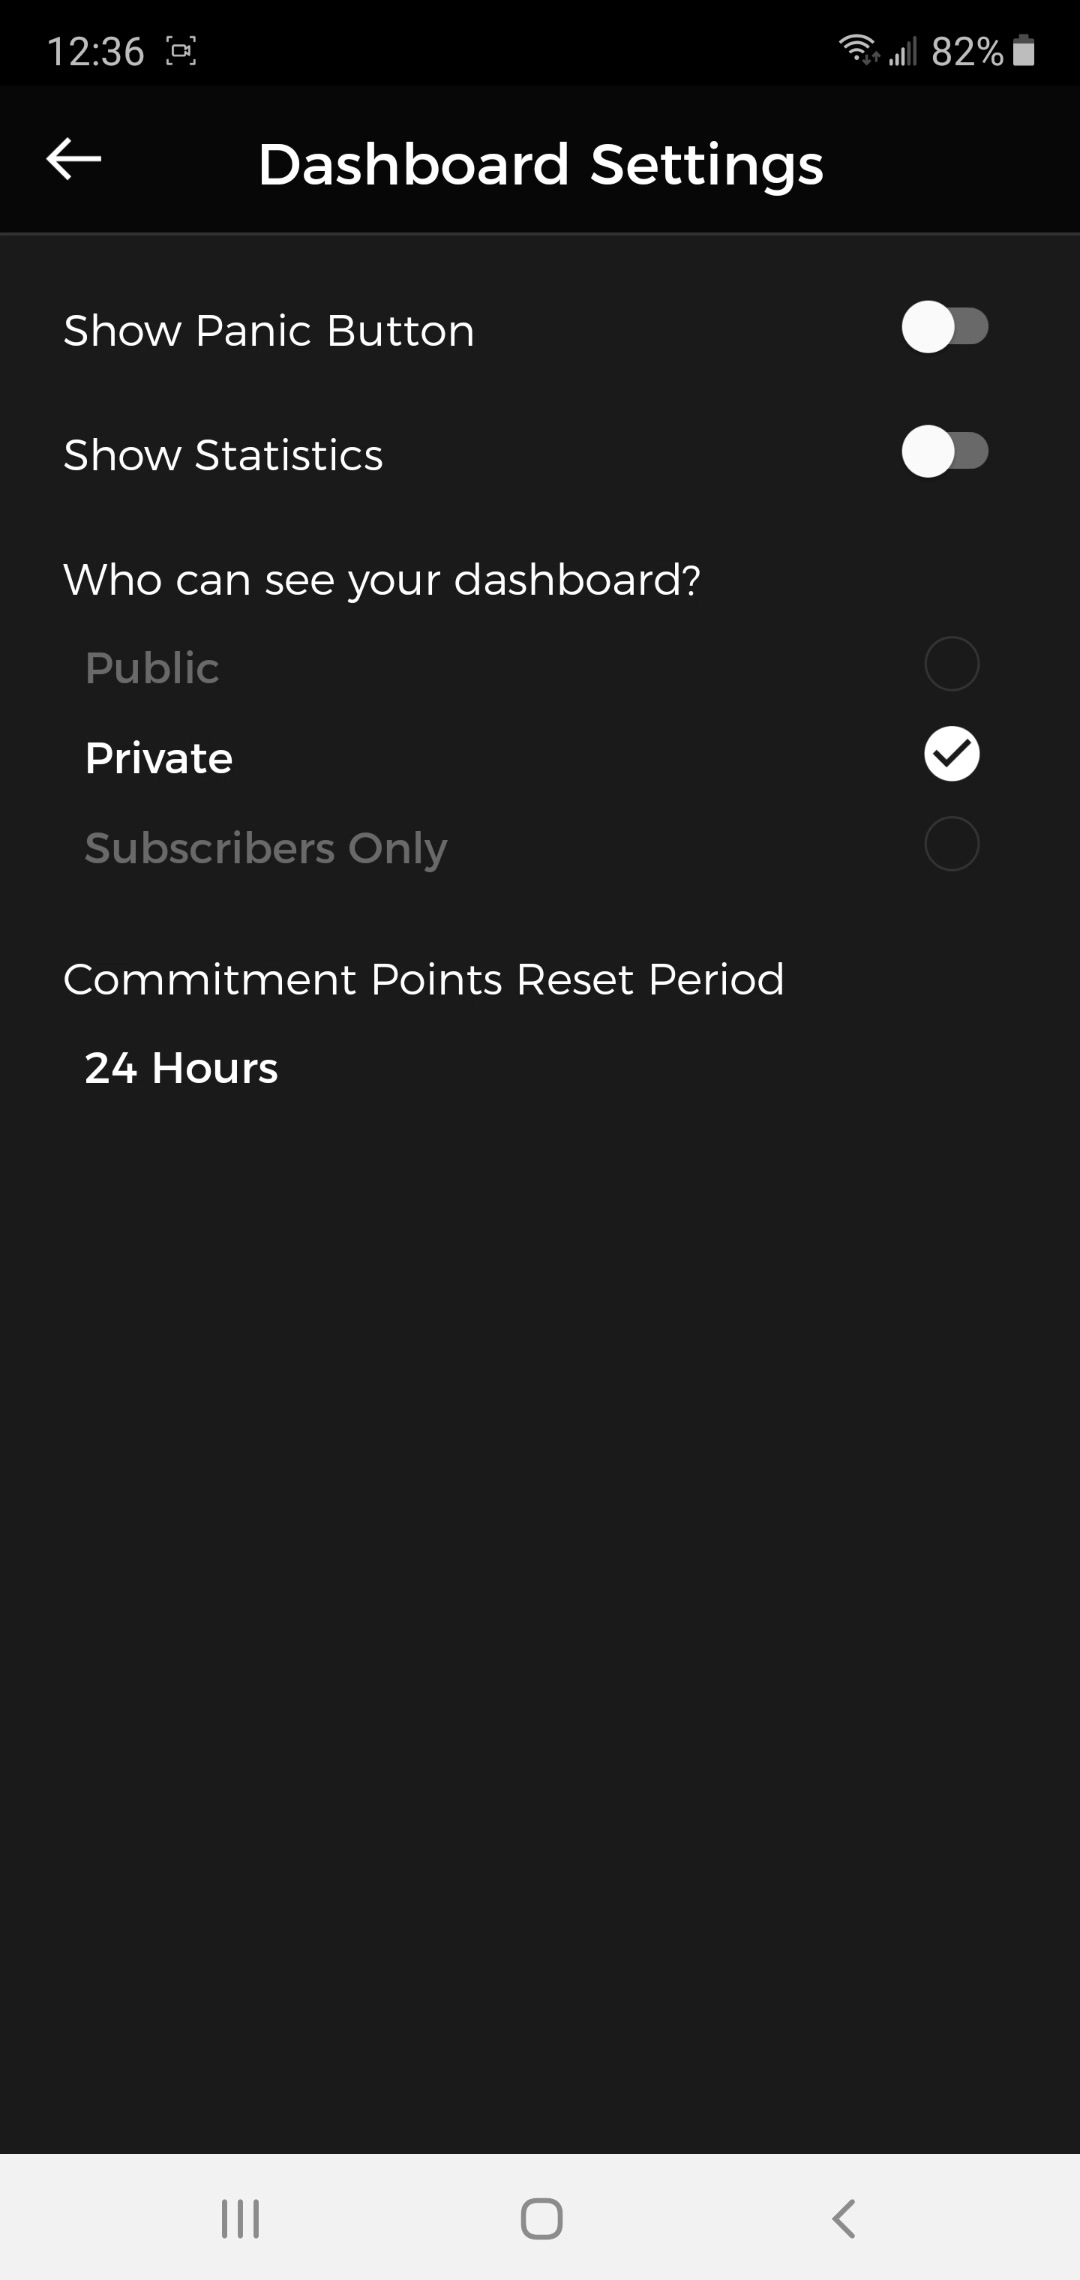 12:36
82%
Dashboard Settings
Show Panic Button
Show Statistics
Who can see your dashboard?
Public
Private
Subscribers Only
Commitment Points Reset Period
24 Hours